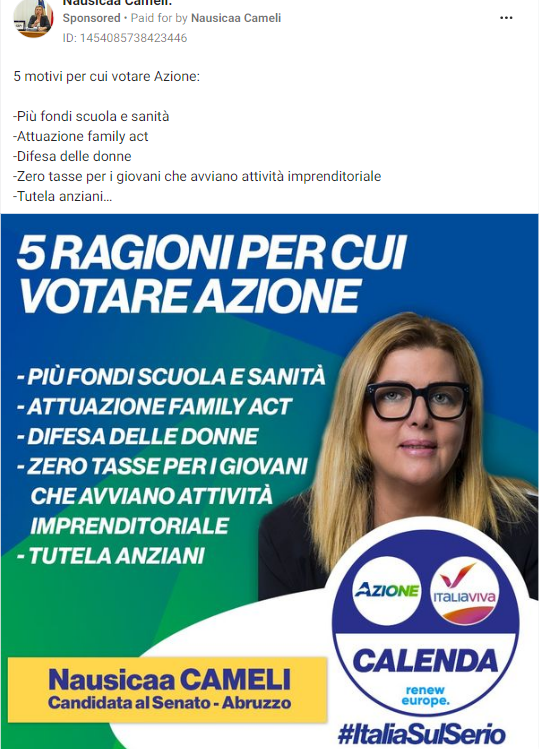 Nausicaa Cameli.
Sponsored • Paid for by Nausicaa Cameli
ID: 1454085738423446
5 motivi per cui votare Azione:
-Più fondi scuola e sanità
-Attuazione family act
-Difesa delle donne
-Zero tasse per i giovani che avviano attività imprenditoriale
-Tutela anziani...
5 RAGIONI PER CUI
VOTARE AZIONE
- PIÙ FONDI SCUOLA E SANITÀ
- ATTUAZIONE FAMILY ACT
- DIFESA DELLE DONNE
- ZERO TASSE PER I GIOVANI
CHE AVVIANO ATTIVITÀ
IMPRENDITORIALE
- TUTELA ANZIANI
AZIONE
ITALIAVIVA
CALENDA
renew
europe.
Nausicaa CAMELI
Candidata al Senato - Abruzzo
#ItaliaSulSerio